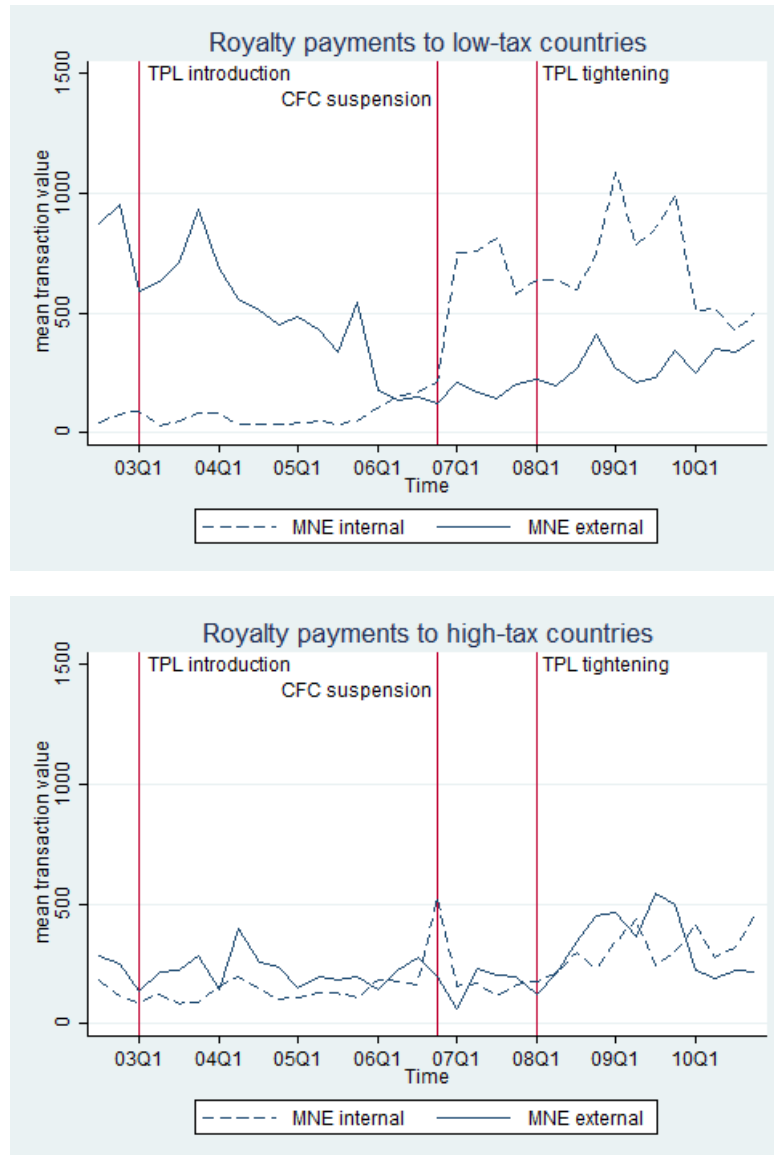 Royalty payments to low-tax countries
TPL introduction
TPL tightening
CFC suspension
mean transaction value
1500
1000
500
0
03Q1 04Q1 05Q1 06Q1 07Q1 08Q1 09Q1 10Q1
Time
MNE internal MNE external
Royalty payments to high-tax countries
TPL introduction
TPL tightening
CFC suspension
mean transaction value
1500
1000
500
0
03Q1 04Q1 05Q1 06Q1 07Q1 08Q1 09Q1 10Q1
Time
MNE internal MNE external